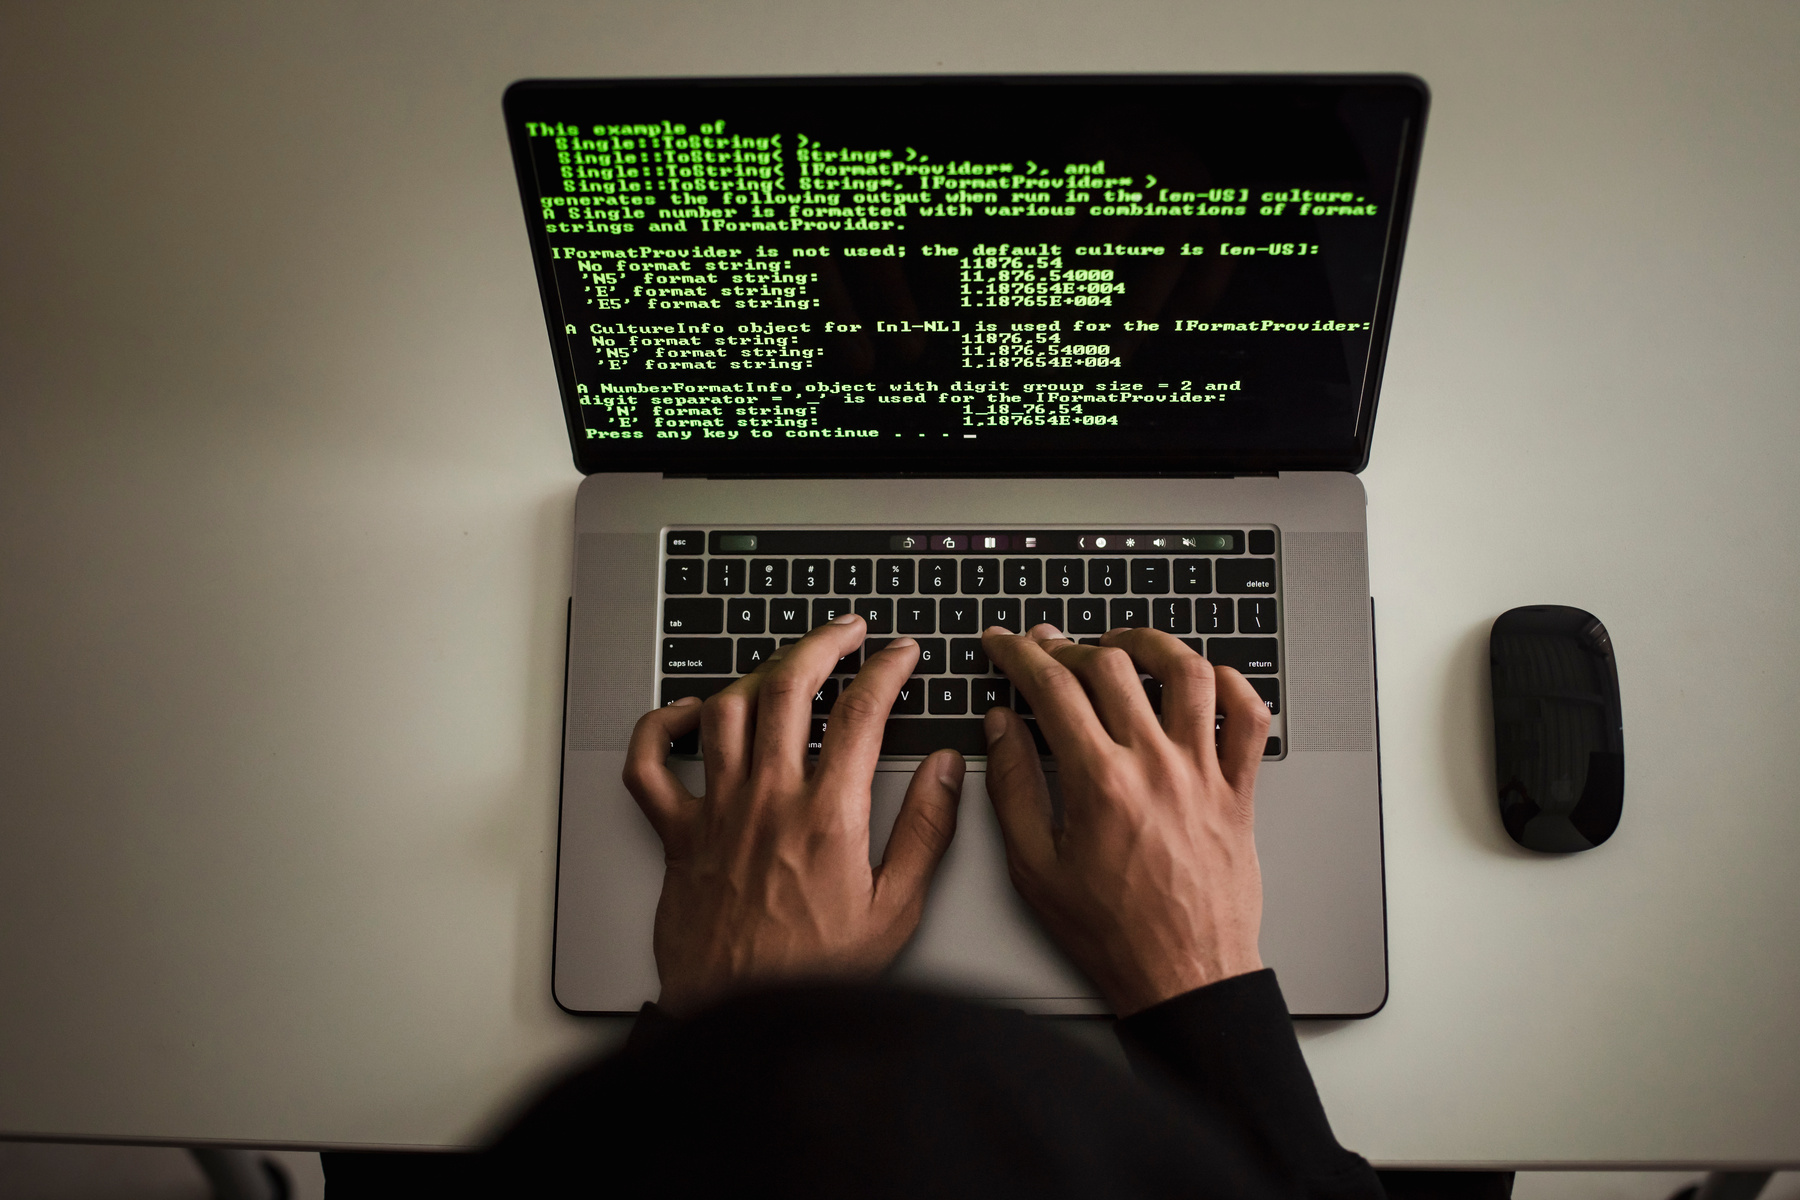 This example of
Single::ToString( ),
Single::ToString( String* ),
Single::ToString( IFormatProvider* ), and
Single::ToString( String*, IFormatProvider* )
generates the following output when run in the [en-US] culture.
A Single number is formatted with various combinations of format
strings and IFormatProvider.
IFormatProvider is not used; the default culture is [en-US]:
No format string: 11876.54
'N5' format string: 11,876.54000
'E' format string: 1.187654E+004
'E5' format string: 1.18765E+004
A CultureInfo object for [nl-NL] is used for the IFormatProvider:
No format string: 11876,54
'N5' format string: 11.876,54000
'E' format string: 1,187654E+004
A NumberFormatInfo object with digit group size = 2 and
digit separator = '_' is used for the IFormatProvider:
'N' format string: 1_18_76,54
'E' format string: 1,187654E+004
Press any key to continue . . . _
esc
~ ! @ # $ % ^ & * ( ) — +
` 1 2 3 4 5 6 7 8 9 0 - = delete
tab Q W E R T Y U I O P { [ } ] | \
caps lock A G H return
X V B N